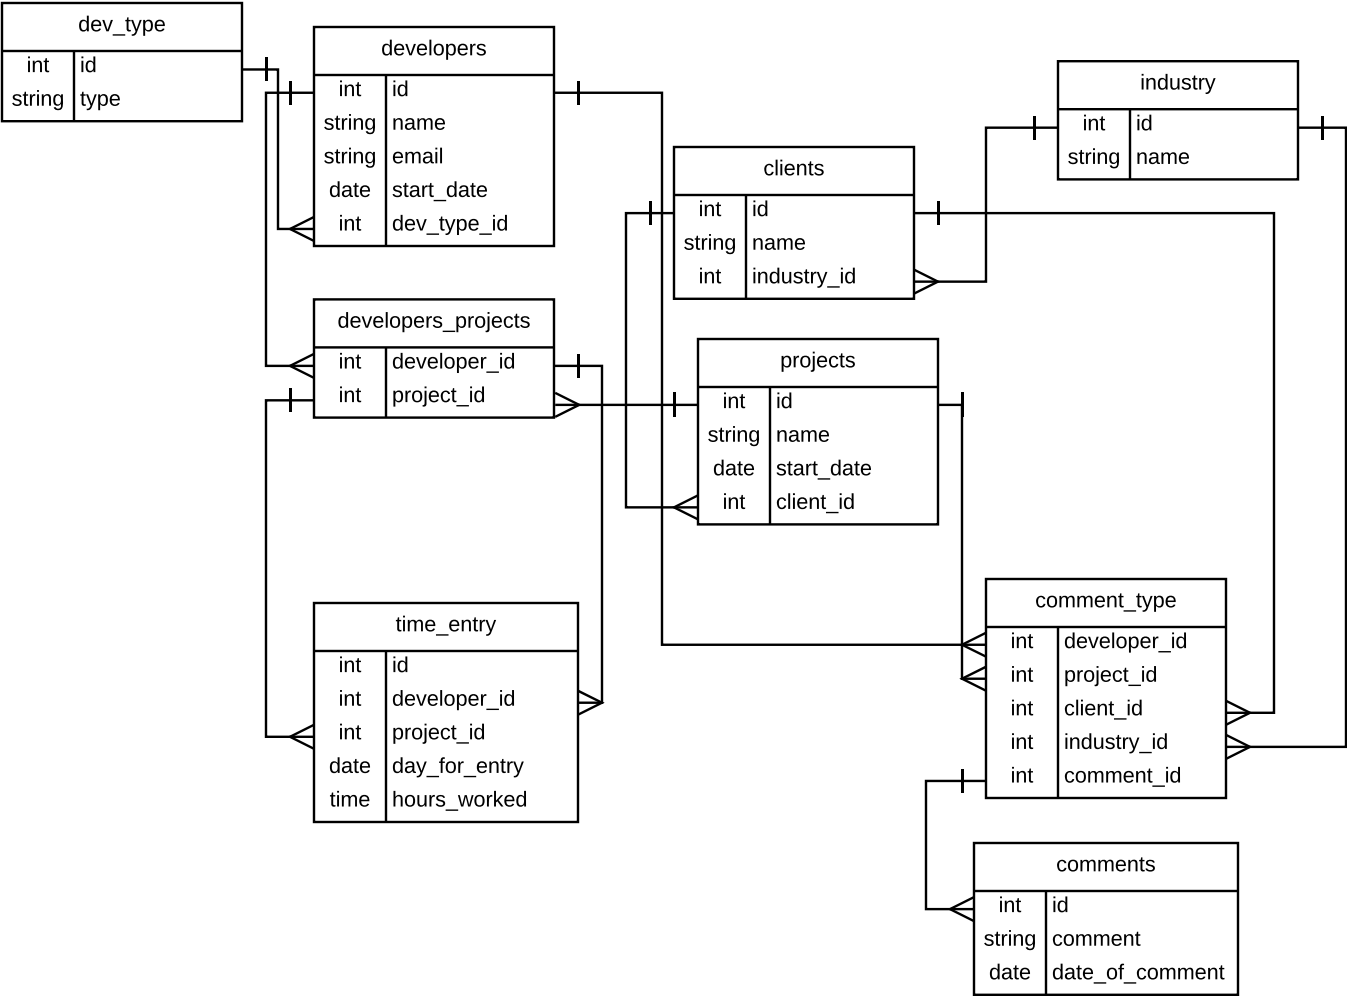 dev_type
int id
string type
developers
int id
string name
string email
date start_date
int dev_type_id
industry
int id
string name
clients
int id
string name
int industry_id
developers_projects
int developer_id
int project_id
projects
int id
string name
date start_date
int client_id
time_entry
int id
int developer_id
int project_id
date day_for_entry
time hours_worked
comment_type
int developer_id
int project_id
int client_id
int industry_id
int comment_id
comments
int id
string comment
date date_of_comment